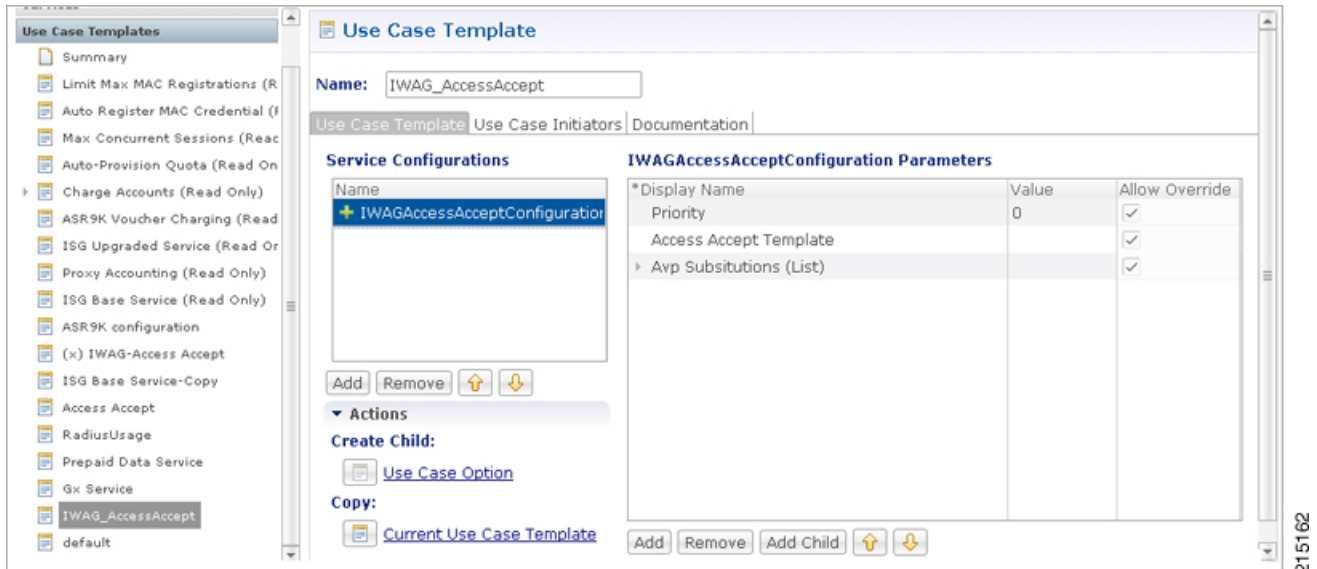 Use Case Templates
Summary
Limit Max MAC Registrations (R
Auto Register MAC Credential (
Max Concurrent Sessions (Reac
Auto-Provision Quota (Read On
Charge Accounts (Read Only)
ASR9K Voucher Charging (Read
ISG Upgraded Service (Read Or
Proxy Accounting (Read Only)
ISG Base Service (Read Only)
ASR9K configuration
(x) IWAG-Access Accept
ISG Base Service-Copy
Access Accept
RadiusUsage
Prepaid Data Service
Gx Service
IWAG_AccessAccept
default
Use Case Template
Name: IWAG_AccessAccept
Use Case Template Use Case Initiators Documentation
Service Configurations
Name
IWAGAccessAcceptConfiguration
Add Remove
Actions
Create Child:
Use Case Option
Copy:
Current Use Case Template
IWAGAccessAcceptConfiguration Parameters
*Display Name Value Allow Override
Priority 0
Access Accept Template
Avp Subsitutions (List)
Add Remove Add Child
215162